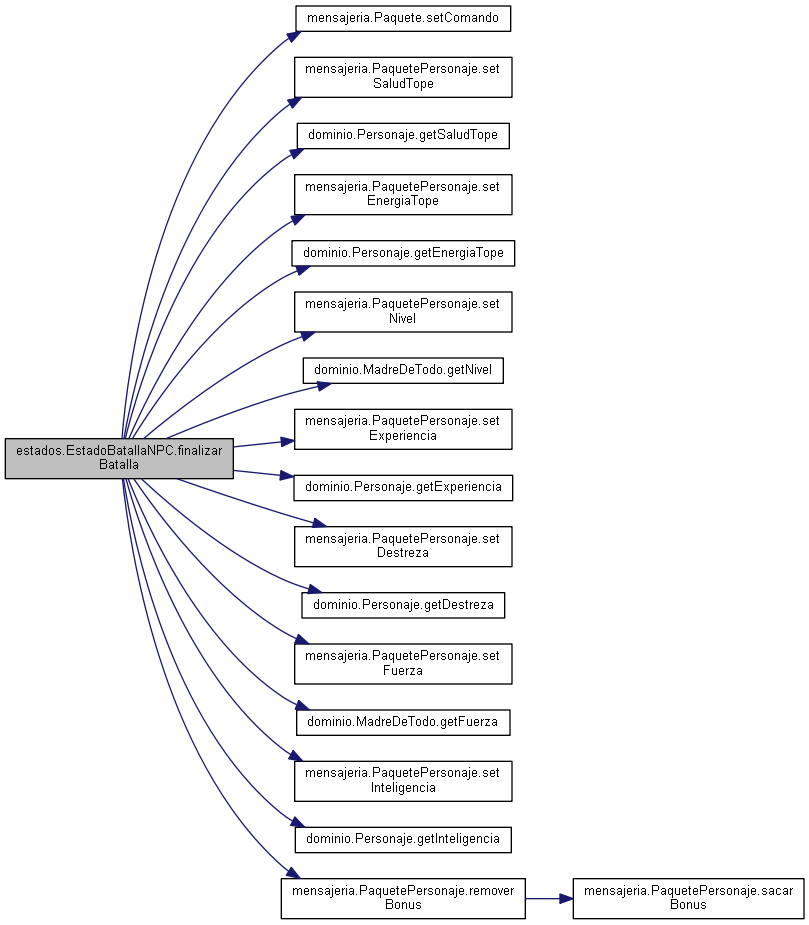 mensajeria.Paquete.setComando
mensajeria.PaquetePersonaje.set
SaludTope
dominio.Personaje.getSaludTope
mensajeria.PaquetePersonaje.set
EnergiaTope
dominio.Personaje.getEnergiaTope
mensajeria.PaquetePersonaje.set
Nivel
dominio.MadreDeTodo.getNivel
estados.EstadoBatallaNPC.finalizar
Batalla
mensajeria.PaquetePersonaje.set
Experiencia
dominio.Personaje.getExperiencia
mensajeria.PaquetePersonaje.set
Destreza
dominio.Personaje.getDestreza
mensajeria.PaquetePersonaje.set
Fuerza
dominio.MadreDeTodo.getFuerza
mensajeria.PaquetePersonaje.set
Inteligencia
dominio.Personaje.getInteligencia
mensajeria.PaquetePersonaje.remover
Bonus
mensajeria.PaquetePersonaje.sacar
Bonus